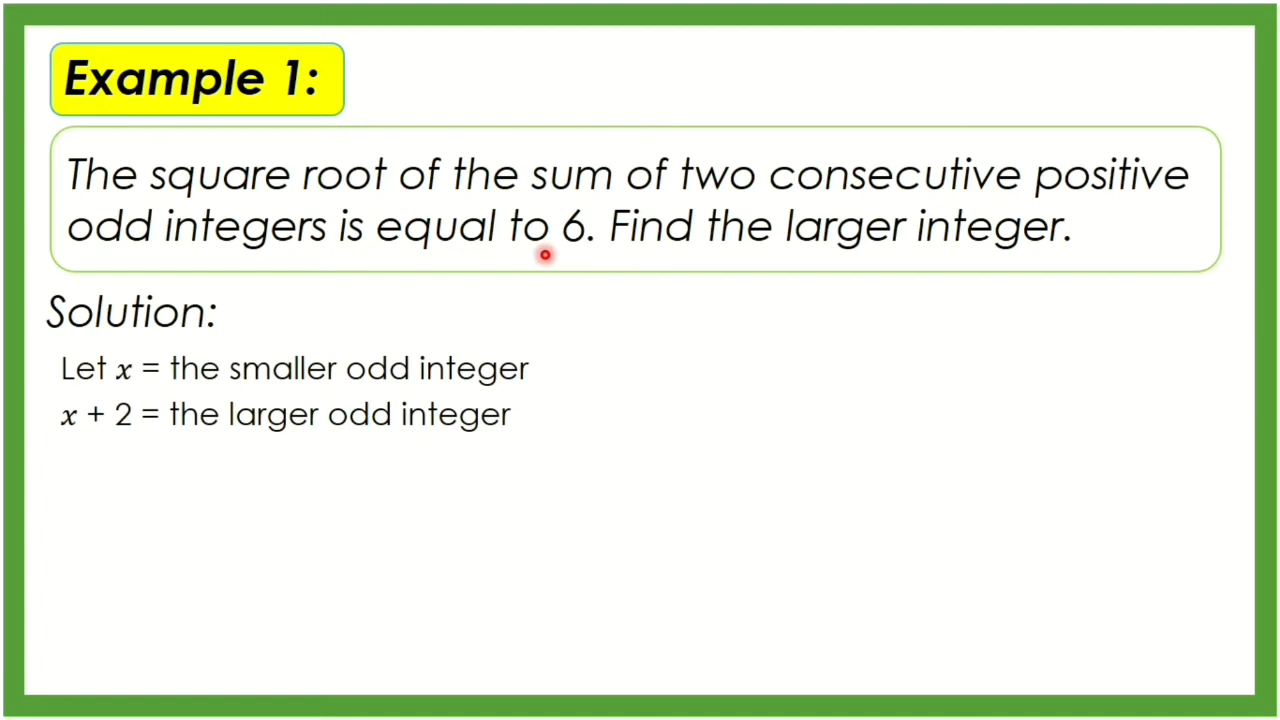 Example 1:
The square root of the sum of two consecutive positive
odd integers is equal to 6. Find the larger integer.
Solution:
Let x = the smaller odd integer
x + 2 = the larger odd integer